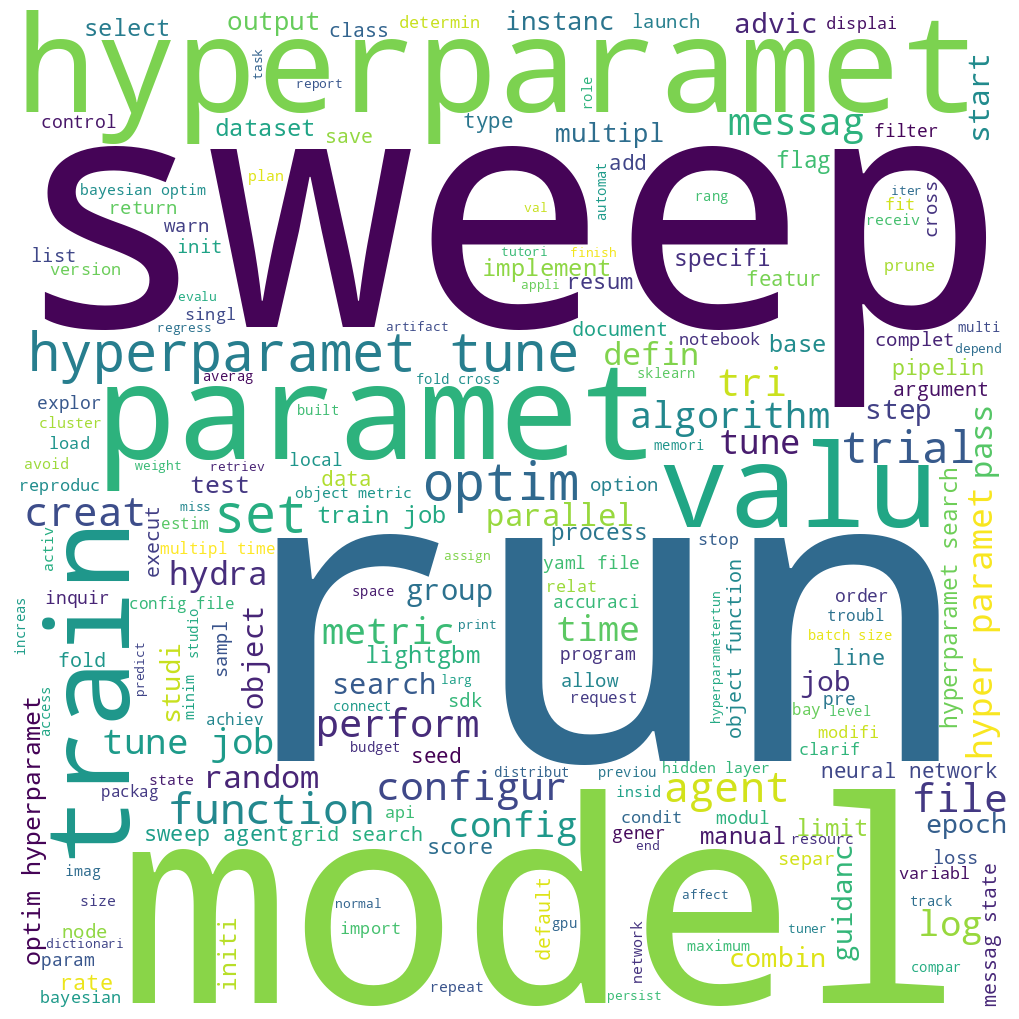 select output class determin instanc launch advic displai
hyperparamet
task report role
control dataset save type multipl messag filter start
sweep
bayesian optim plan add flag automat rang iter
return val fit receiv cross
warn list init tutori finish specifi
version implement appli resum featur prune
evalu singl
regress artifact document notebook base complet multi
hyperparamet tune defin depend
averag fold cross sklearn tri pipelin
explor built paramet algorithm argument step
cluster load local memori tune trial
avoid weight retriev data optim option valu pass
reproduc miss test object metric
creat set train job parallel process stop
train estim execut
activ multipl time assign yaml file hyperparamet search hyper paramet
run
hydra relat
inquir config file space group accuraci order
increas studio sampl object metric print time object function hyperparametertun troubl
fold studi lightgbm program batch size
predict minim search larg allow line
access achiev connect sdk request job pre
optim hyperparamet perform bay level
tune job budget seed modifi clarif
state random distribut previou hidden layer neural network
packag configur insid agent file
function api condit modul limit
sweep agent grid search config gener manual resourc epoch
score end separ
imag model guidanc loss
variabl
size normal affect track log messag state
node import default gpu tuner
dictionari initi network maximum combin
param compar
rate
bayesian repeat persist